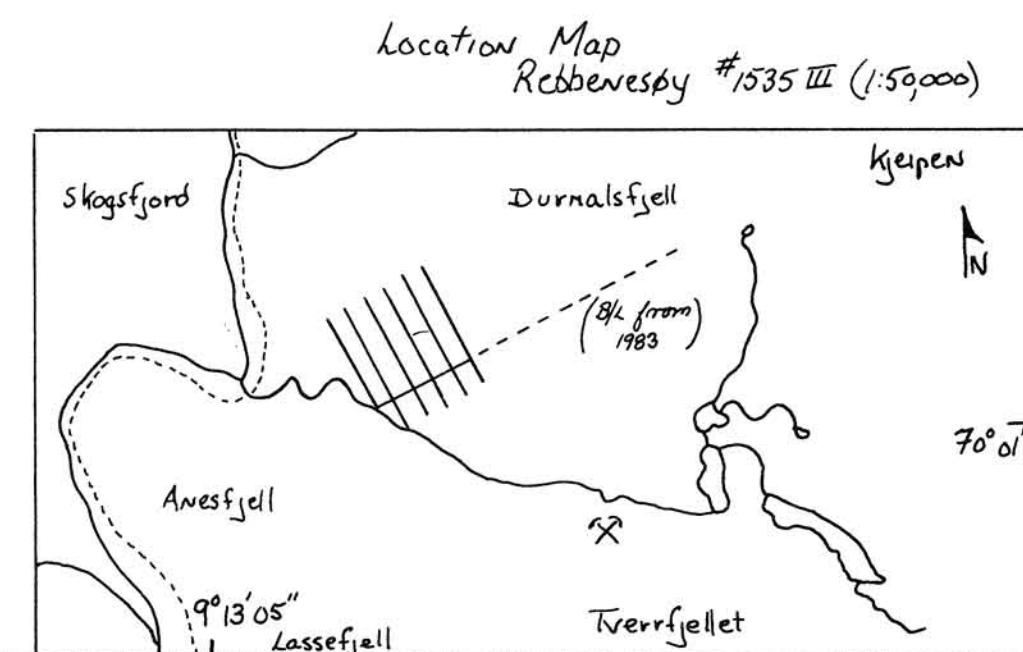 Location Map
Rebbenesøy #1535 III (1:50,000)
Kjeipen
Skogsfjord
Durmalsfjell
N
(B/L from
1983)
70° 01'
Anesfjell
9° 13' 05"
Tverrfjellet
Lassefjell